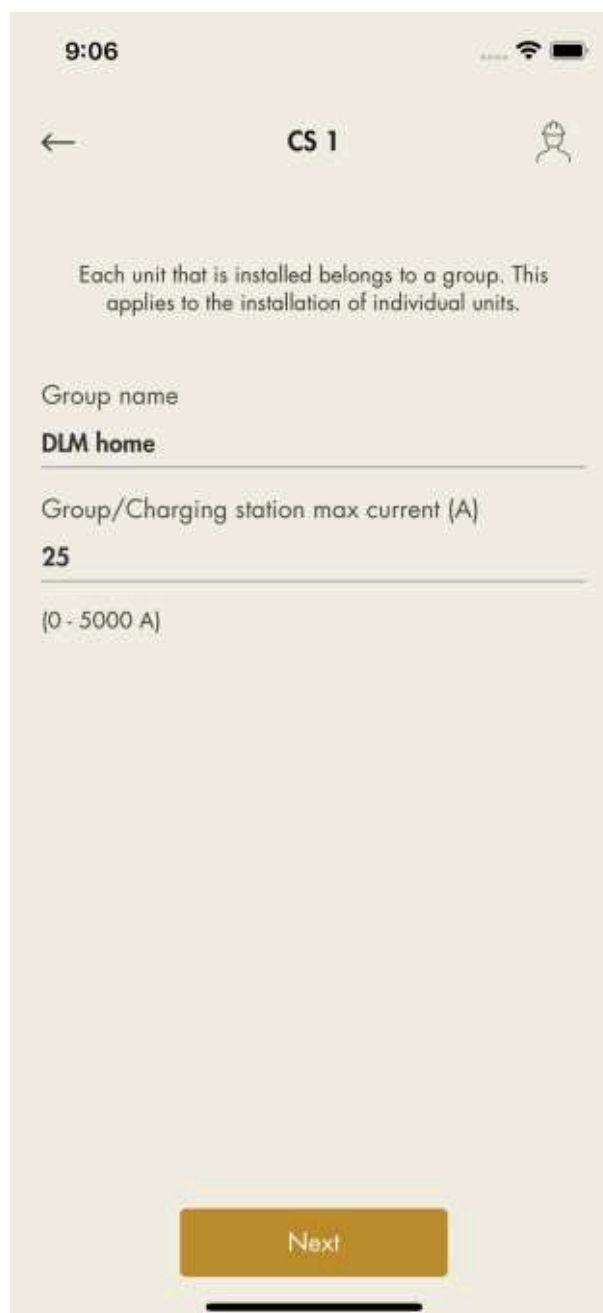 9:06
CS 1
Each unit that is installed belongs to a group. This
applies to the installation of individual units.
Group name
DLM home
Group/Charging station max current (A)
25
(0 - 5000 A)
Next